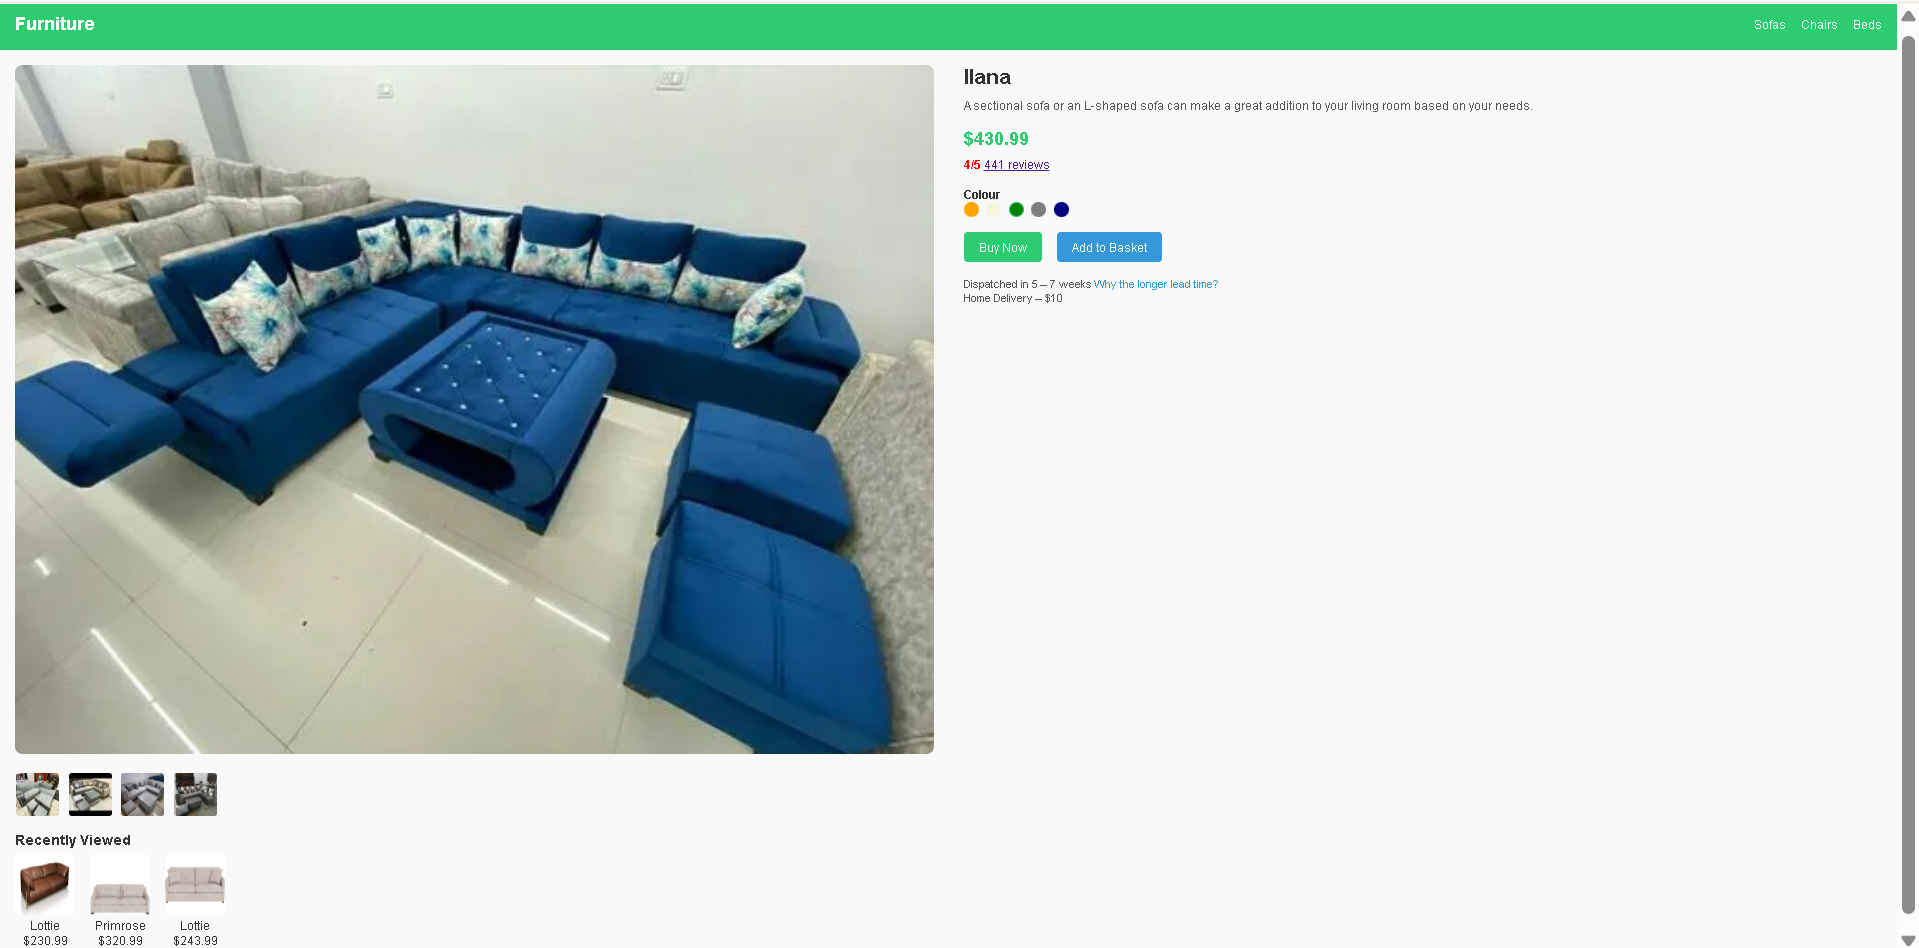 Furniture
Sofas Chairs Beds
Ilana
A sectional sofa or an L-shaped sofa can make a great addition to your living room based on your needs.
$430.99
4/5 441 reviews
Colour
Buy Now Add to Basket
Dispatched in 5 – 7 weeks Why the longer lead time?
Home Delivery – $10
Recently Viewed
Lottie
$230.99
Primrose
$320.99
Lottie
$243.99